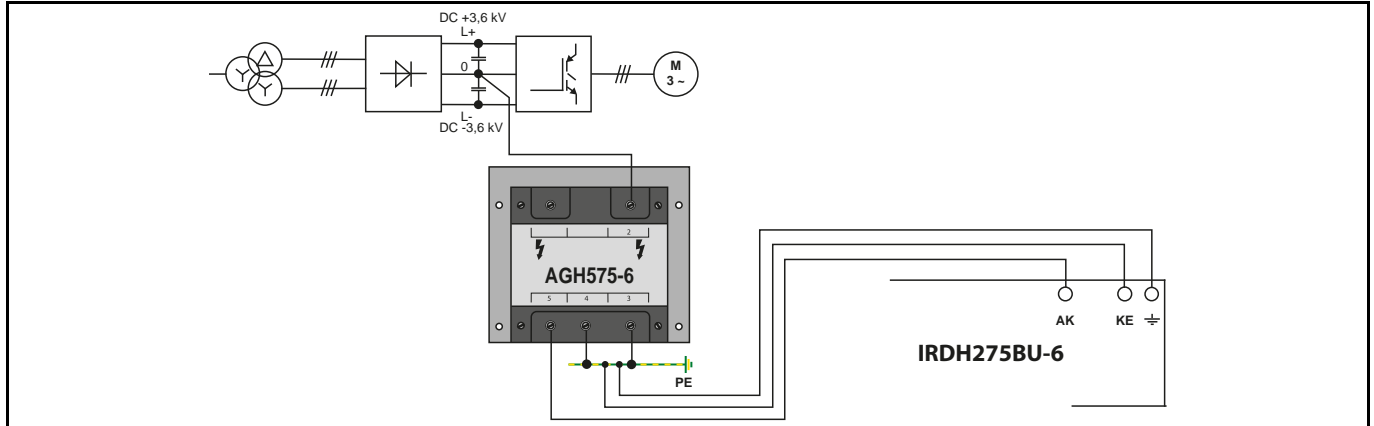 DC +3,6 kV
L+
0
L-
DC -3,6 kV
M
3 ~
Y
Y
2
AGH575-6
5 4 3
PE
AK KE
IRDH275BU-6